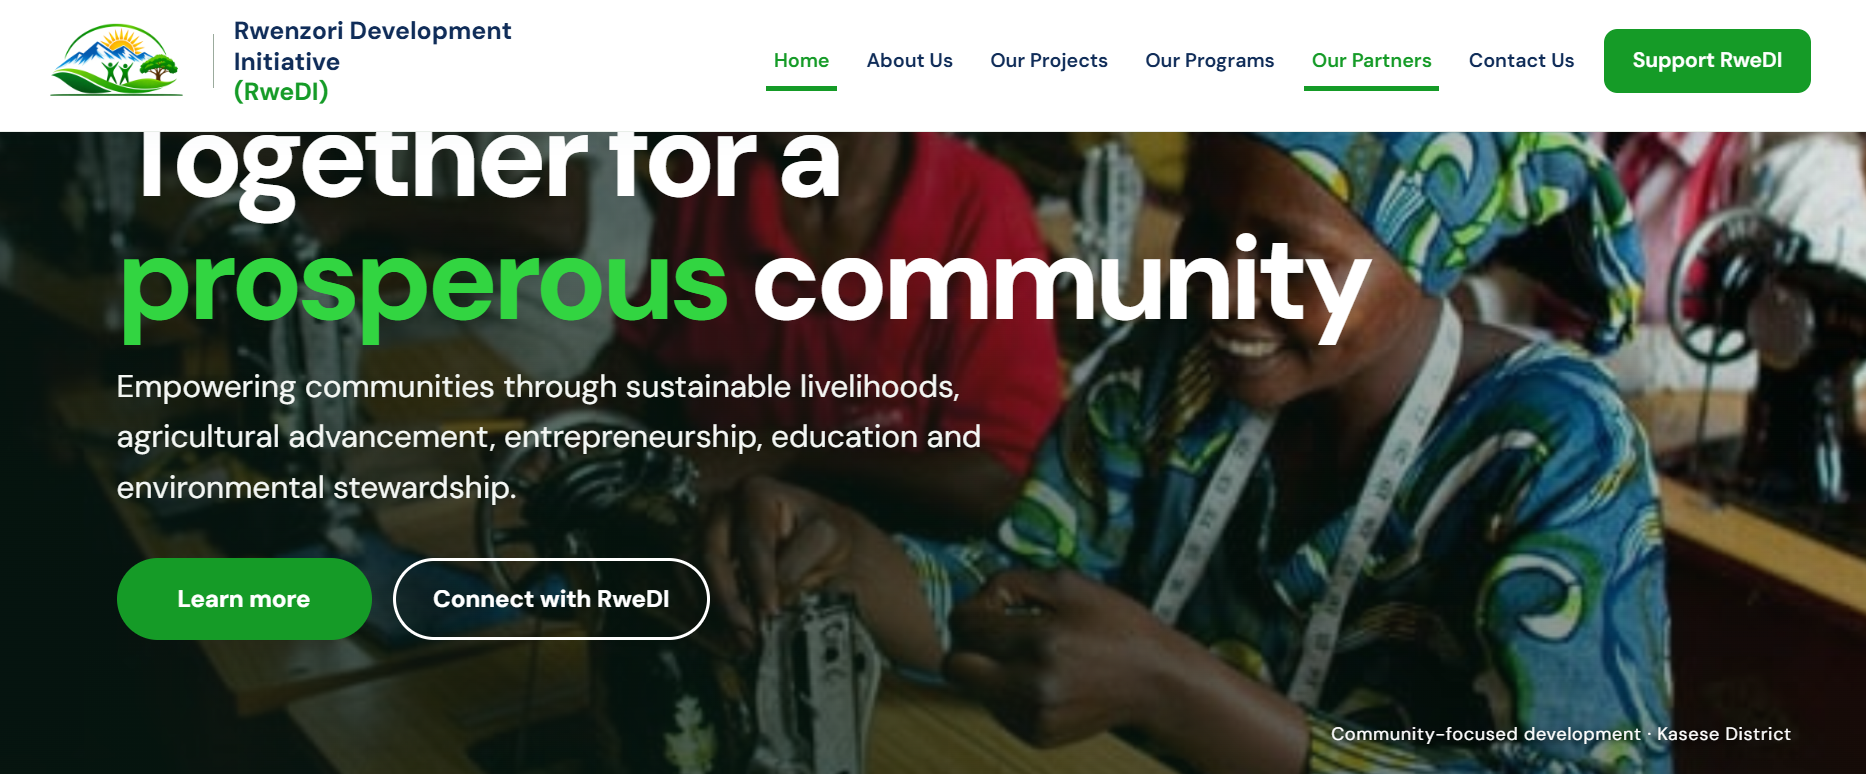 Rwenzori Development
Initiative
(RweDI)
Home
About Us
Our Projects
Our Programs
Our Partners
Contact Us
Support RweDI
Together for a
prosperous community
Empowering communities through sustainable livelihoods,
agricultural advancement, entrepreneurship, education and
environmental stewardship.
Learn more
Connect with RweDI
Community-focused development · Kasese District